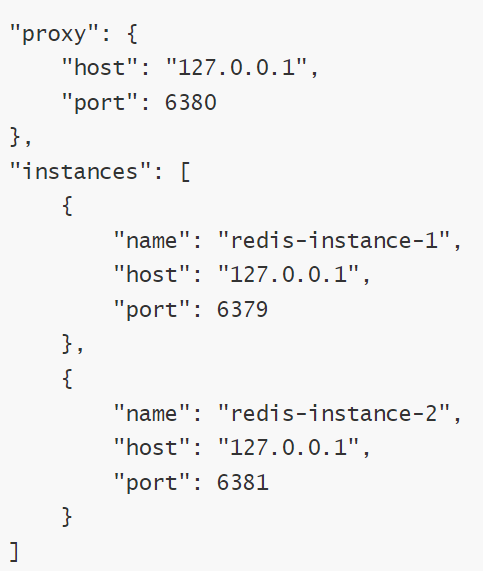 "proxy": {
    "host": "127.0.0.1",
    "port": 6380
},
"instances": [
    {
        "name": "redis-instance-1",
        "host": "127.0.0.1",
        "port": 6379
    },
    {
        "name": "redis-instance-2",
        "host": "127.0.0.1",
        "port": 6381
    }
]